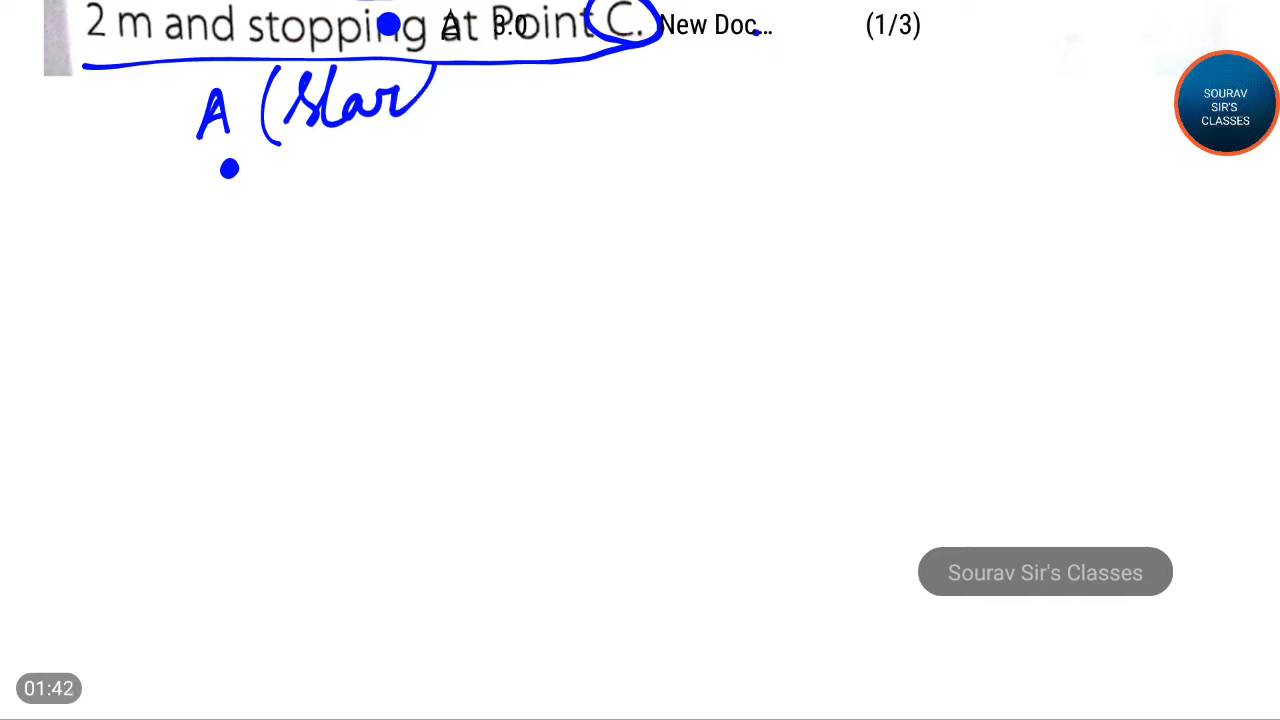 2 m and stopping at Point C. New Doc... (1/3)
A (Star
SOURAV
SIR'S
CLASSES
Sourav Sir's Classes
01:42